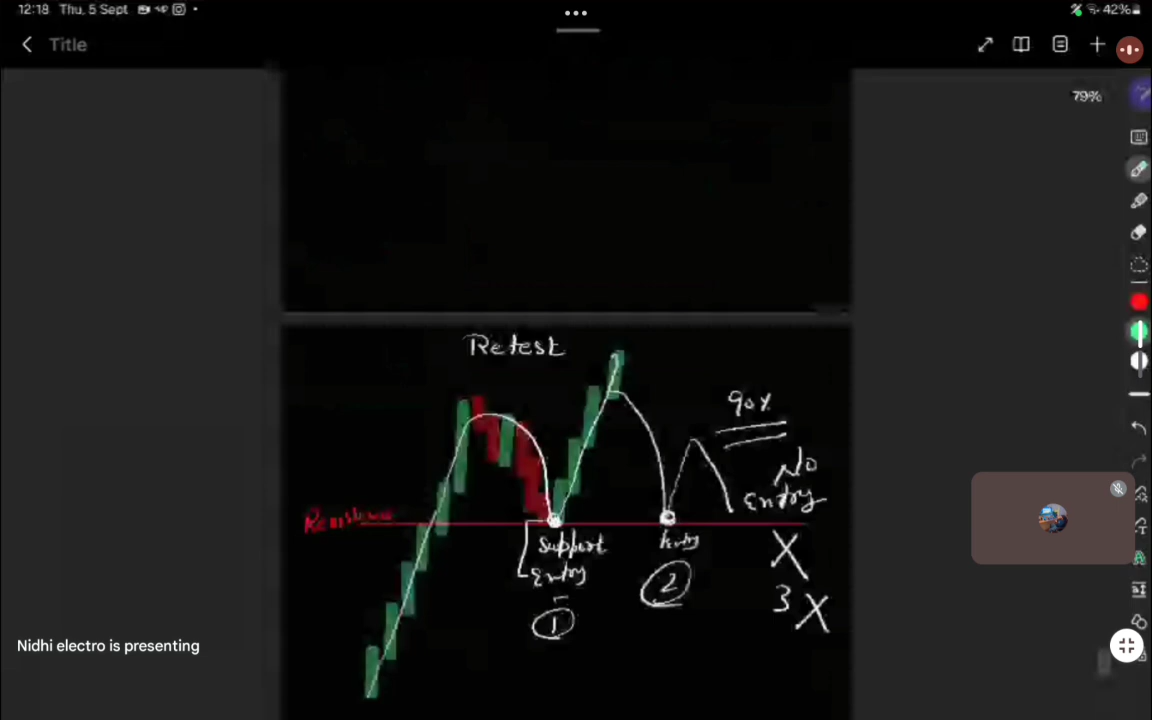 12:18 Thu, 5 Sept
42%
Title
79%
Retest
90%
No
Entry
Resistance
Support
Entry
Entry
1
2
X
3 X
Nidhi electro is presenting